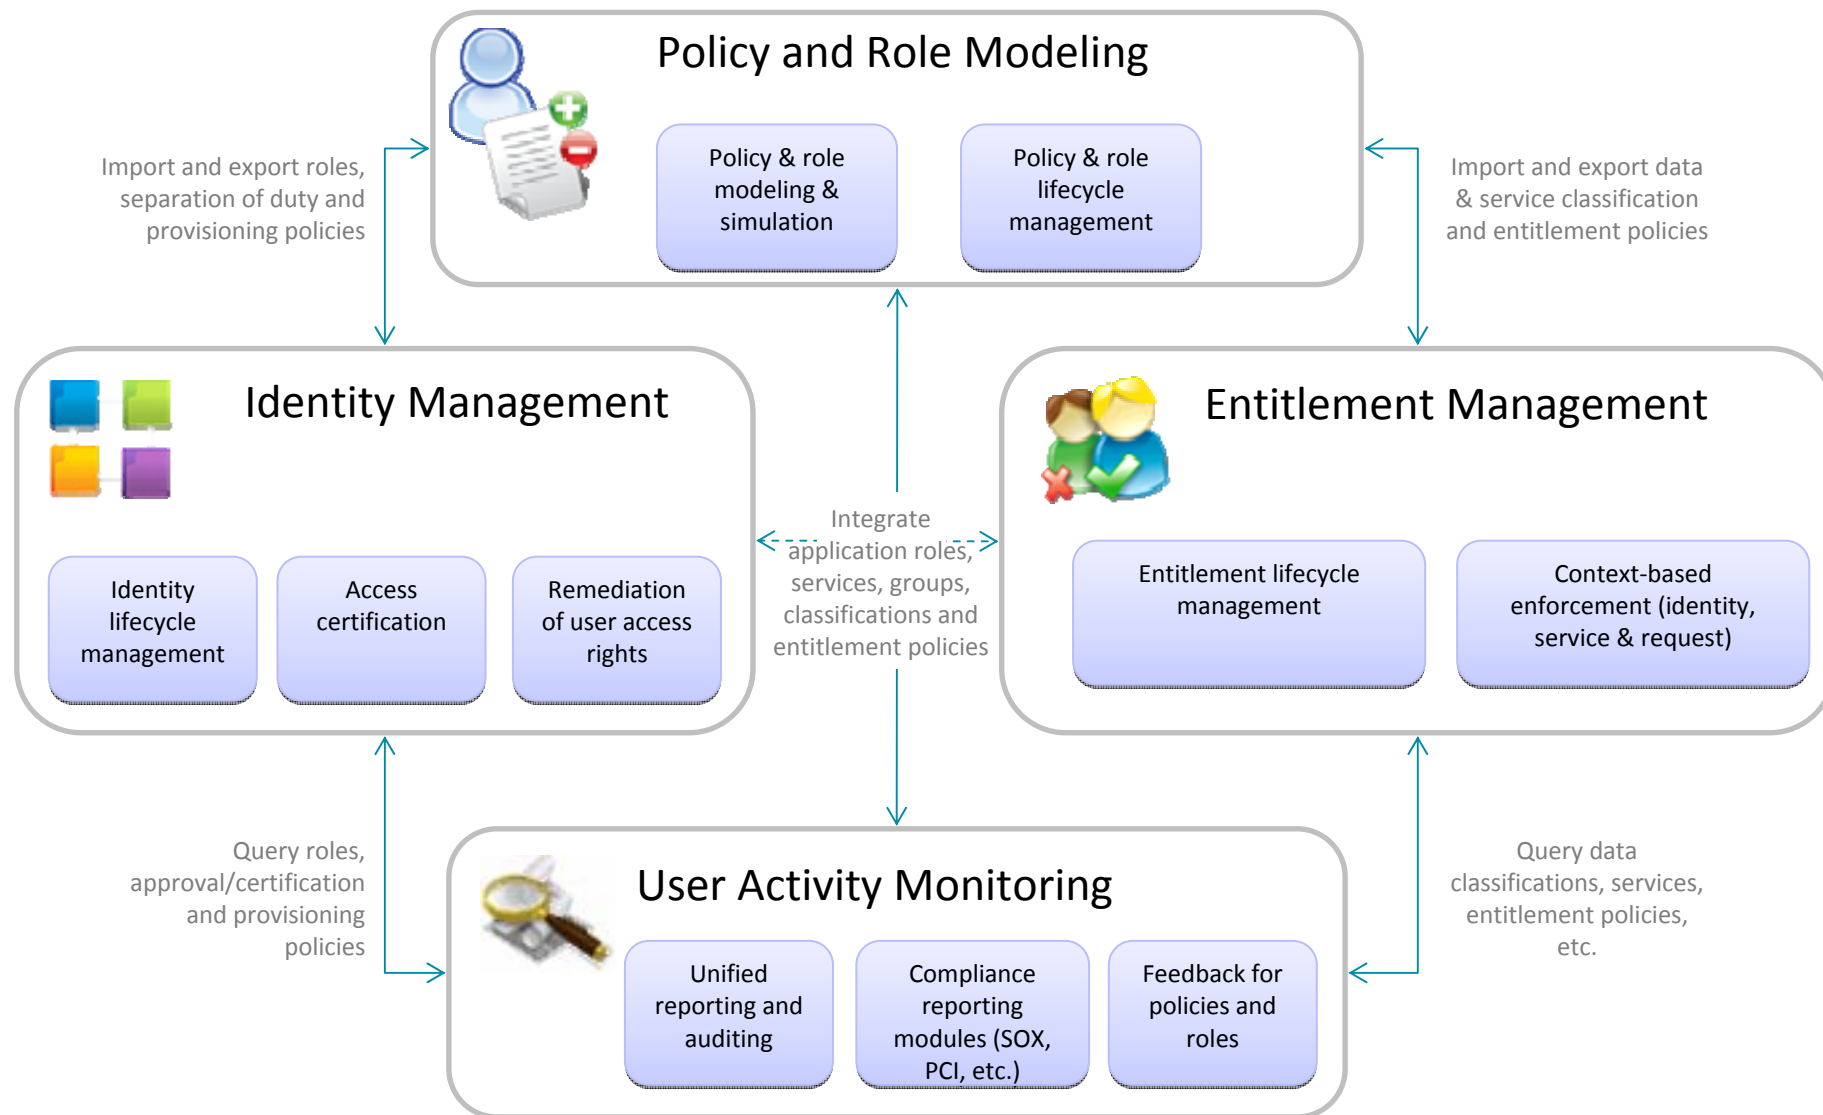 Policy and Role Modeling
Policy & role
modeling &
simulation
Policy & role
lifecycle
management
Import and export roles,
separation of duty and
provisioning policies
Import and export data
& service classification
and entitlement policies
Identity Management
Identity
lifecycle
management
Access
certification
Remediation
of user access
rights
Integrate
application roles,
services, groups,
classifications and
entitlement policies
Entitlement Management
Entitlement lifecycle
management
Context-based
enforcement (identity,
service & request)
Query roles,
approval/certification
and provisioning
policies
Query data
classifications, services,
entitlement policies,
etc.
User Activity Monitoring
Unified
reporting and
auditing
Compliance
reporting
modules (SOX,
PCI, etc.)
Feedback for
policies and
roles